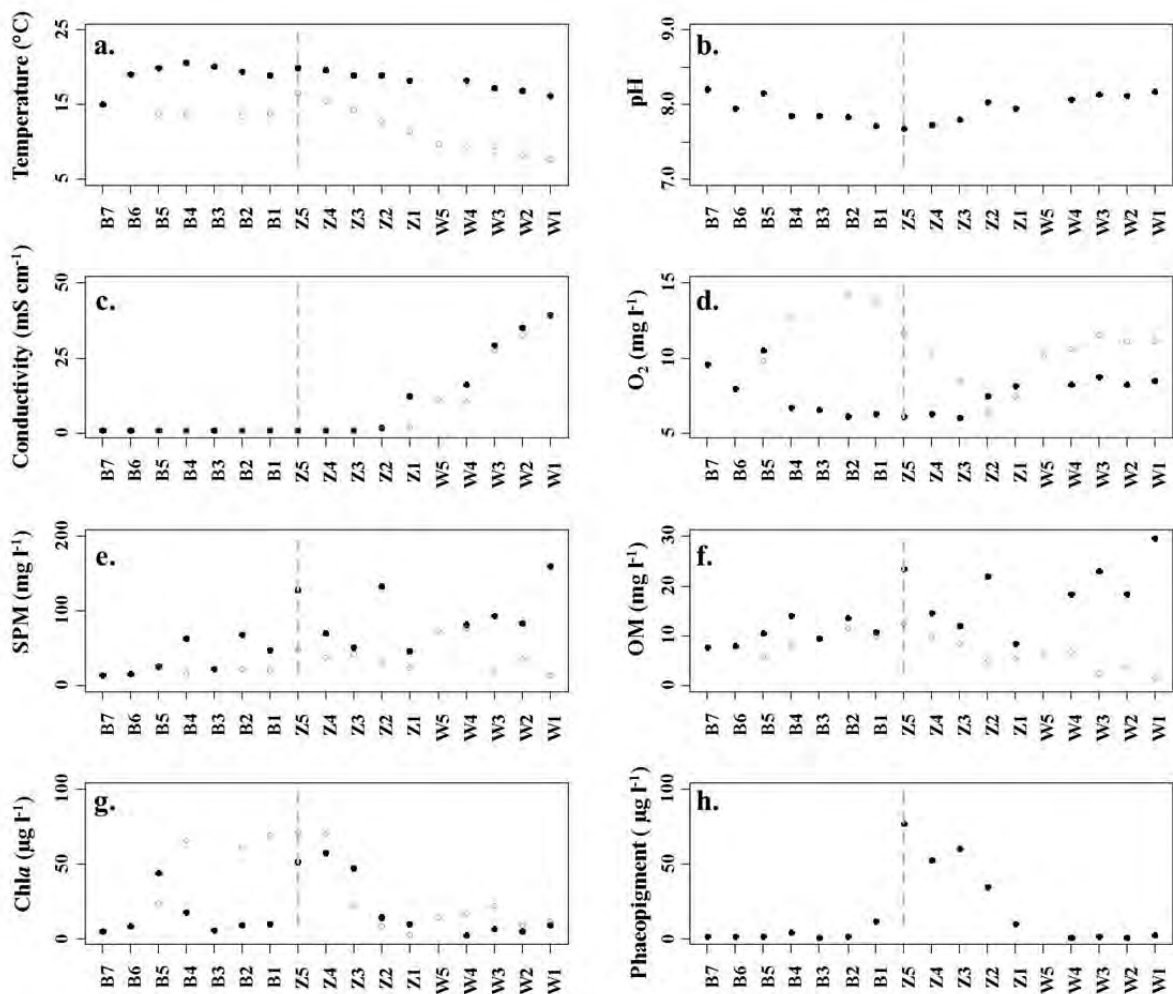 a.
Temperature (°C)
5 15 25
B7 B6 B5 B4 B3 B2 B1 Z5 Z4 Z3 Z2 Z1 W5 W4 W3 W2 W1
b.
pH
7.0 8.0 9.0
B7 B6 B5 B4 B3 B2 B1 Z5 Z4 Z3 Z2 Z1 W5 W4 W3 W2 W1
c.
Conductivity (mS cm-1)
0 25 50
B7 B6 B5 B4 B3 B2 B1 Z5 Z4 Z3 Z2 Z1 W5 W4 W3 W2 W1
d.
O2 (mg l-1)
5 10 15
B7 B6 B5 B4 B3 B2 B1 Z5 Z4 Z3 Z2 Z1 W5 W4 W3 W2 W1
e.
SPM (mg l-1)
0 100 200
B7 B6 B5 B4 B3 B2 B1 Z5 Z4 Z3 Z2 Z1 W5 W4 W3 W2 W1
f.
OM (mg l-1)
0 10 20 30
B7 B6 B5 B4 B3 B2 B1 Z5 Z4 Z3 Z2 Z1 W5 W4 W3 W2 W1
g.
Chla (µg l-1)
0 50 100
B7 B6 B5 B4 B3 B2 B1 Z5 Z4 Z3 Z2 Z1 W5 W4 W3 W2 W1
h.
Phaeopigment ( µg l-1)
0 50 100
B7 B6 B5 B4 B3 B2 B1 Z5 Z4 Z3 Z2 Z1 W5 W4 W3 W2 W1